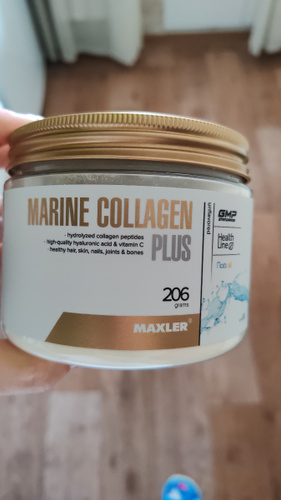 MARINE COLLAGEN
PLUS
- hydrolyzed collagen peptides
- high-quality hyaluronic acid & vitamin C
- healthy hair, skin, nails, joints & bones
206
grams
MAXLER®
unflavored
GMP
Health
Line